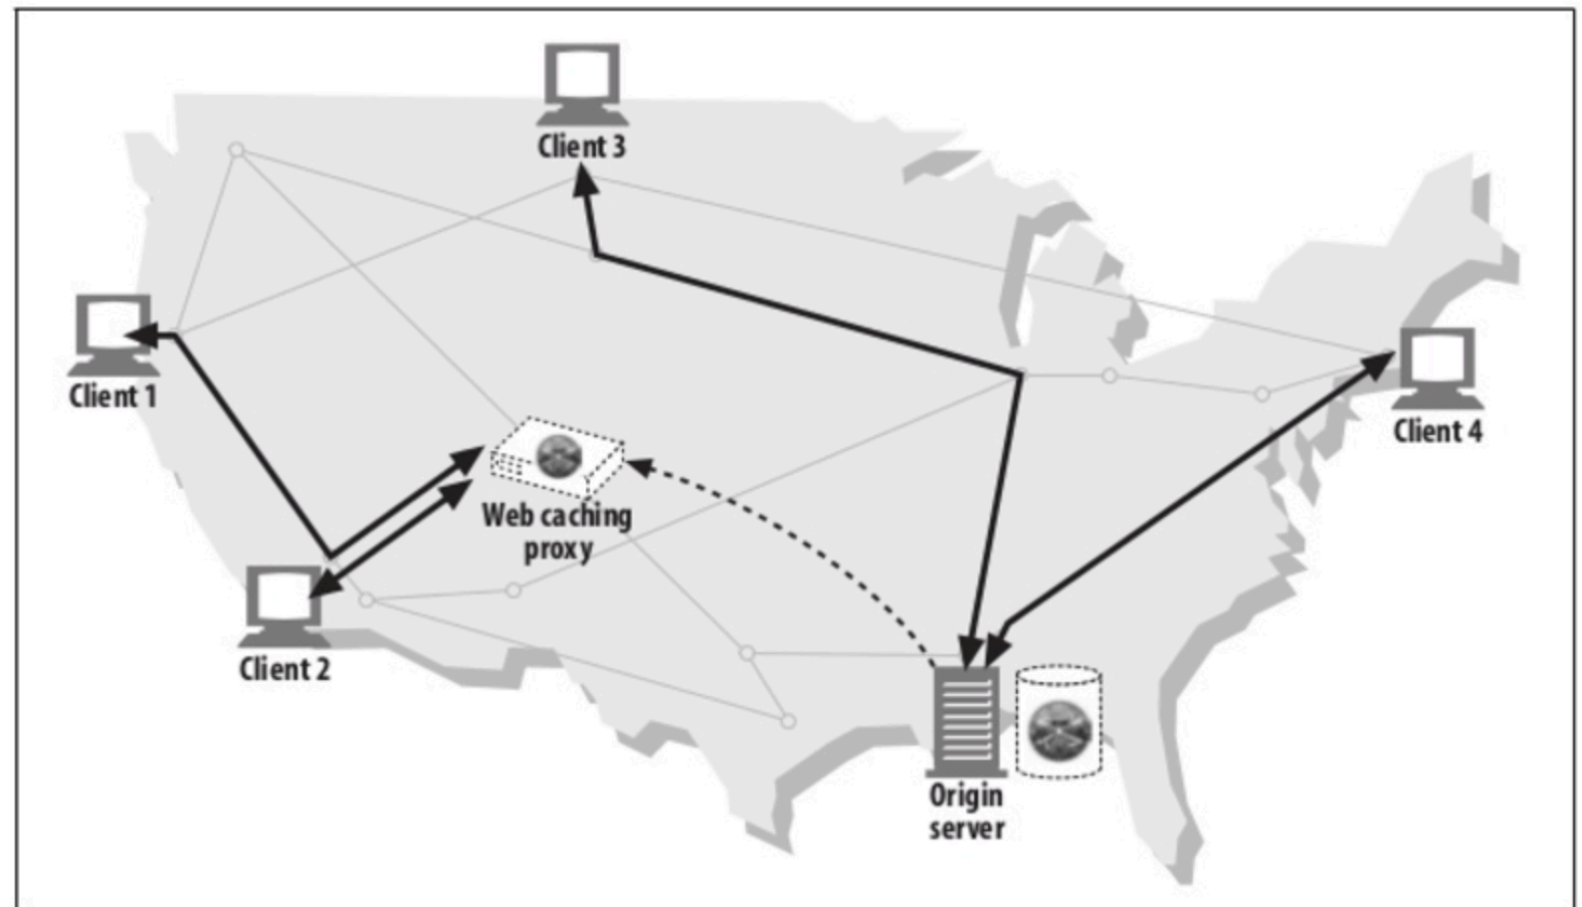 Client 3
Client 1
Client 4
Web caching
proxy
Client 2
Origin
server